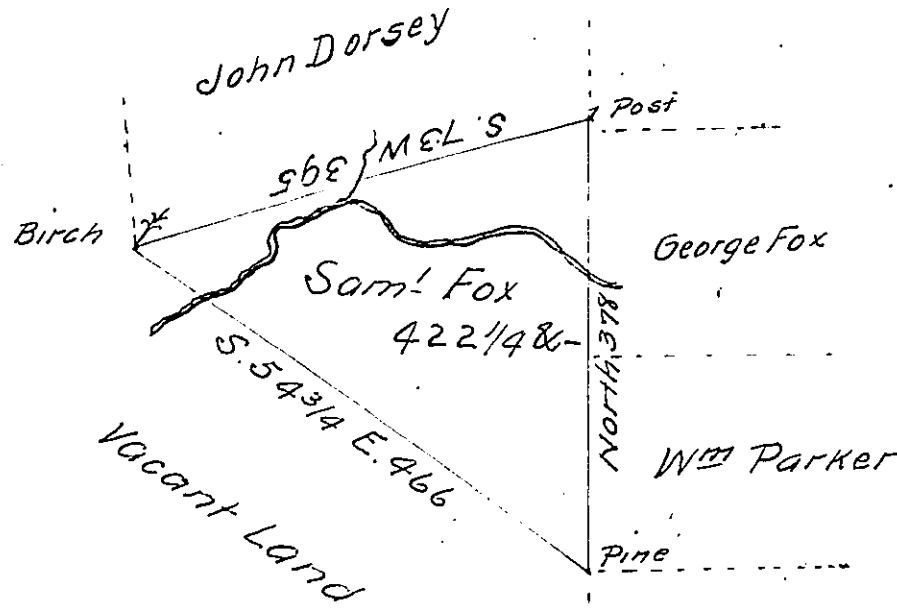 John Dorsey
Post
S. 73 W 395
Birch
George Fox
Sam! Fox
422 1/4 &-
North 378
S. 54 3/4 E. 466
Wm Parker
Vacant Land
Pine